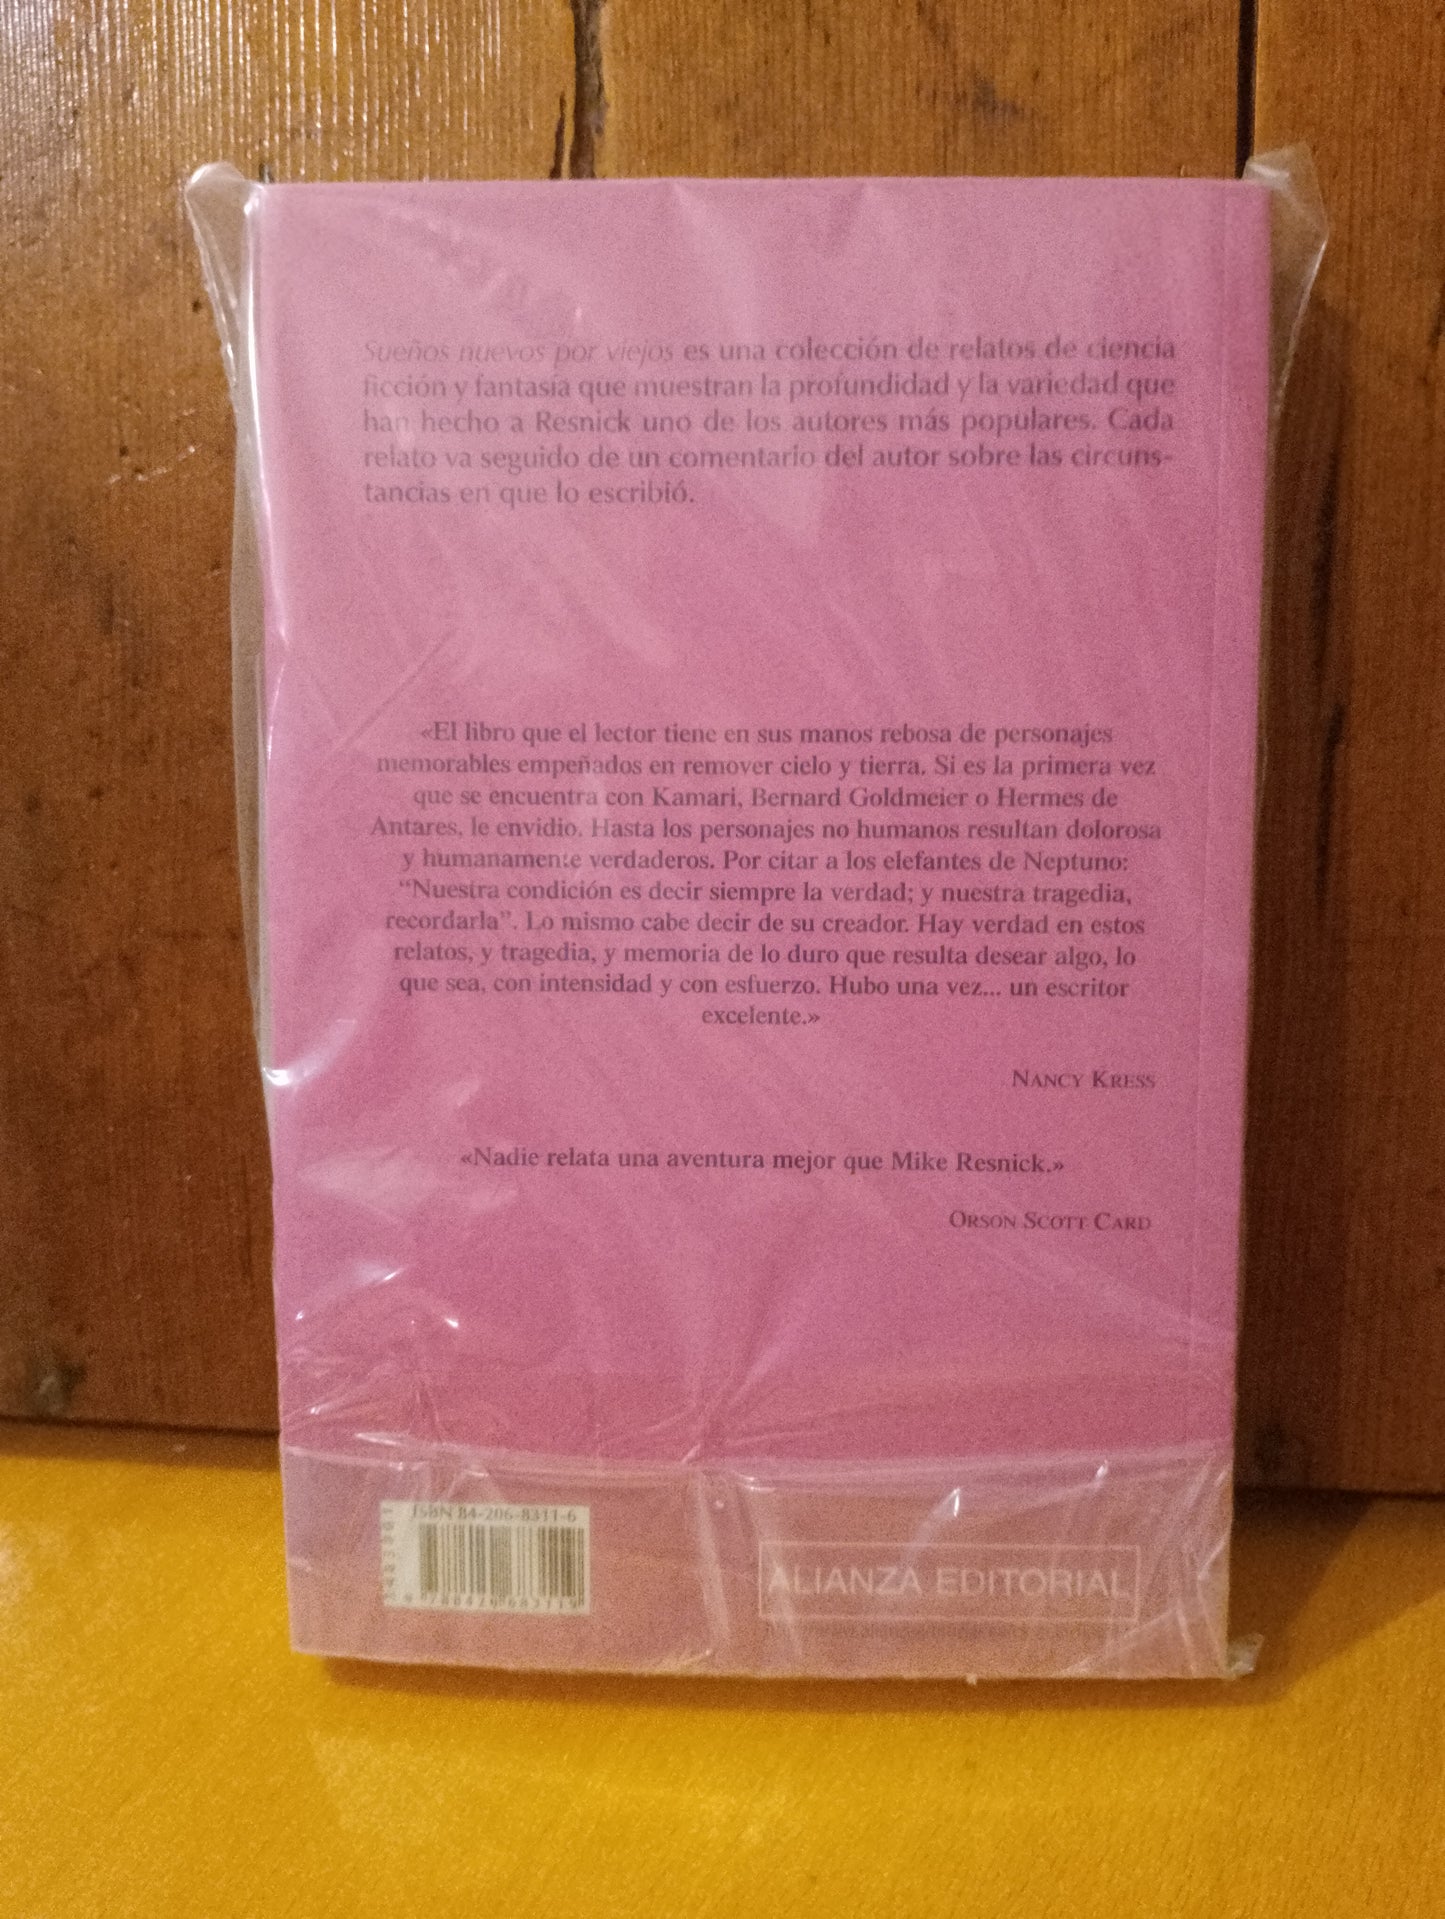 Sueños nuevos por viejos es una colección de relatos de ciencia
ficción y fantasía que muestran la profundidad y la variedad que
han hecho a Resnick uno de los autores más populares. Cada
relato va seguido de un comentario del autor sobre las circuns-
tancias en que lo escribió.
«El libro que el lector tiene en sus manos rebosa de personajes
memorables empeñados en remover cielo y tierra. Si es la primera vez
que se encuentra con Kamari, Bernard Goldmeier o Hermes de
Antares, le envidio. Hasta los personajes no humanos resultan dolorosa
y humanamente verdaderos. Por citar a los elefantes de Neptuno:
“Nuestra condición es decir siempre la verdad; y nuestra tragedia,
recordarla”. Lo mismo cabe decir de su creador. Hay verdad en estos
relatos, y tragedia, y memoria de lo duro que resulta desear algo, lo
que sea, con intensidad y con esfuerzo. Hubo una vez... un escritor
excelente.»
NANCY KRESS
«Nadie relata una aventura mejor que Mike Resnick.»
ORSON SCOTT CARD
ISBN 84-206-8311-6
9 788420 683119
ALIANZA EDITORIAL